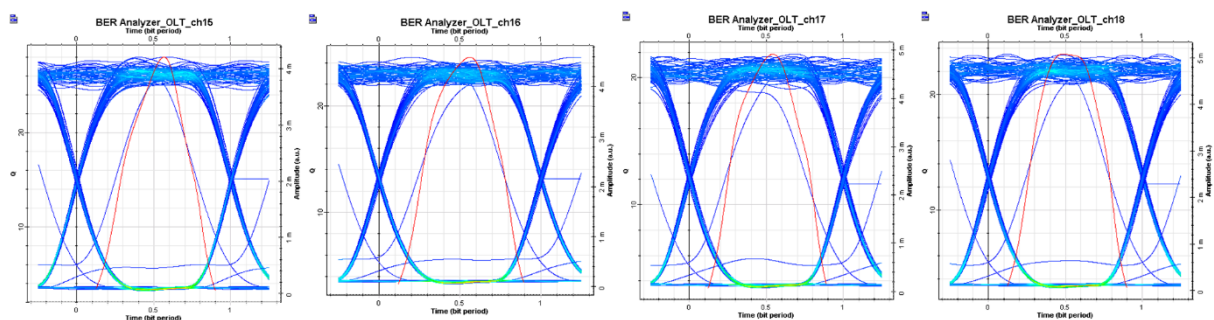 BER Analyzer_OLT_ch15
Time (bit period)
0
0.5
1
Q
20
10
Amplitude (a.u.)
4 m
3 m
2 m
1 m
0
0
0.5
1
Time (bit period)
BER Analyzer_OLT_ch16
Time (bit period)
0
0.5
1
Q
20
10
Amplitude (a.u.)
4 m
3 m
2 m
1 m
0
0
0.5
1
Time (bit period)
BER Analyzer_OLT_ch17
Time (bit period)
0
0.5
1
Q
20
10
Amplitude (a.u.)
5 m
4 m
3 m
2 m
1 m
0
0
0.5
1
Time (bit period)
BER Analyzer_OLT_ch18
Time (bit period)
0
0.5
1
Q
20
10
Amplitude (a.u.)
5 m
4 m
3 m
2 m
1 m
0
0
0.5
1
Time (bit period)